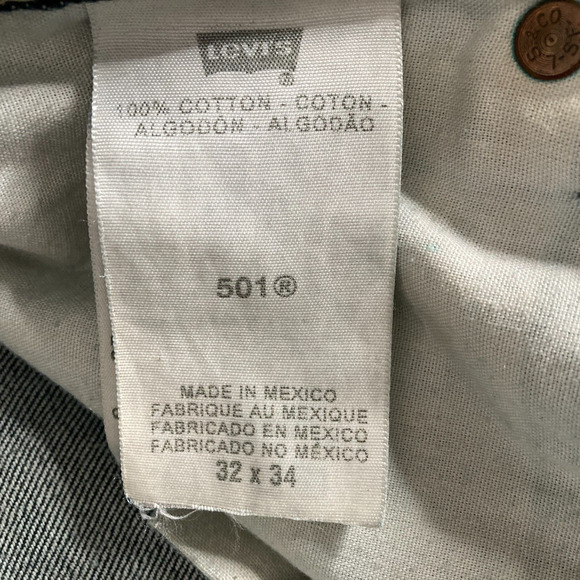 LEVI'S
®
100% COTTON - COTON -
ALGODÓN - ALGODÃO
501®
MADE IN MEXICO
FABRIQUE AU MEXIQUE
FABRICADO EN MEXICO
FABRICADO NO MÉXICO
32 x 34